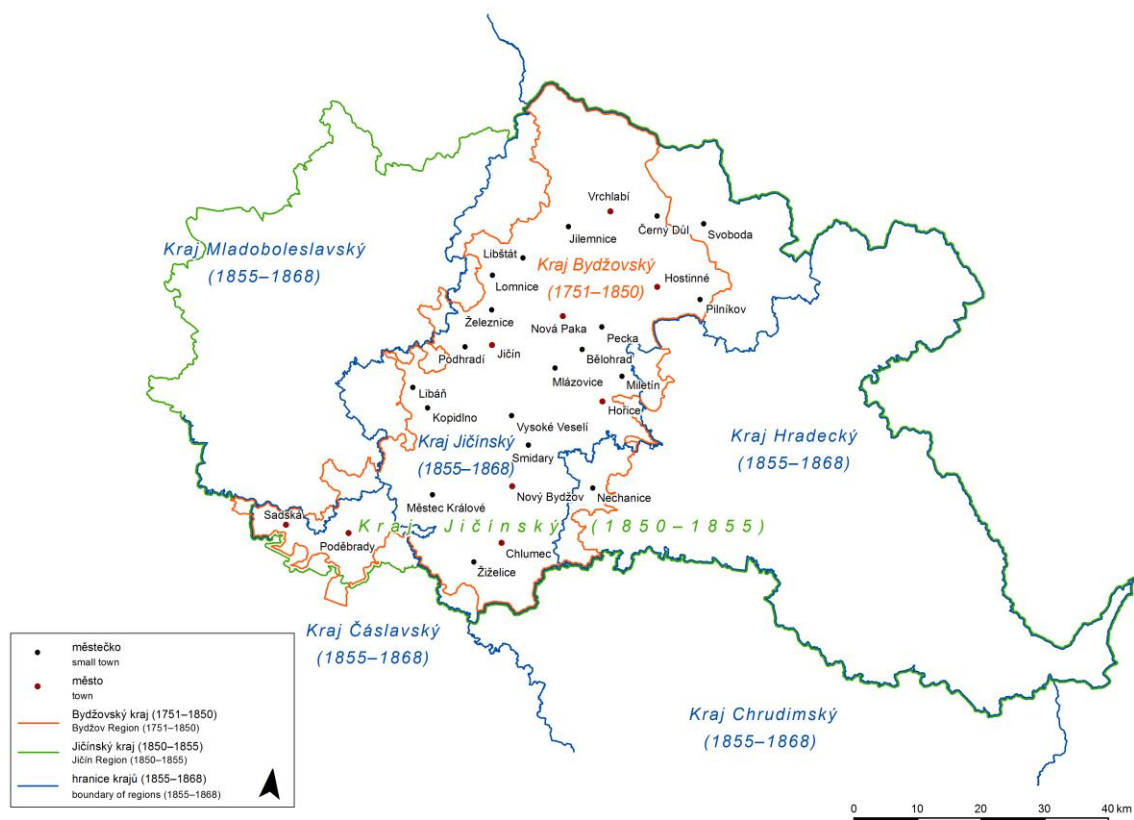 Vrchlabí
Černý Důl
Svoboda
Jilemnice
Kraj Mladoboleslavský
(1855–1868)
Libštát
Kraj Bydžovský
(1751–1850)
Lomnice
Hostinné
Pilníkov
Železnice
Nová Paka
Pecka
Podhradí
Jičín
Bělohrad
Mlázovice
Miletín
Libáň
Hořice
Kopidlno
Vysoké Veselí
Kraj Jičínský
(1855–1868)
Smidary
Kraj Hradecký
(1855–1868)
Nový Bydžov
Nechanice
Městec Králové
Sadská
Kraj Jičínský (1850–1855)
Poděbrady
Chlumec
Žiželice
Kraj Čáslavský
(1855–1868)
Kraj Chrudimský
(1855–1868)
městečko
small town
město
town
Bydžovský kraj (1751–1850)
Bydžov Region (1751–1850)
Jičínský kraj (1850–1855)
Jičín Region (1850–1855)
hranice krajů (1855–1868)
boundary of regions (1855–1868)
0 10 20 30 40 km